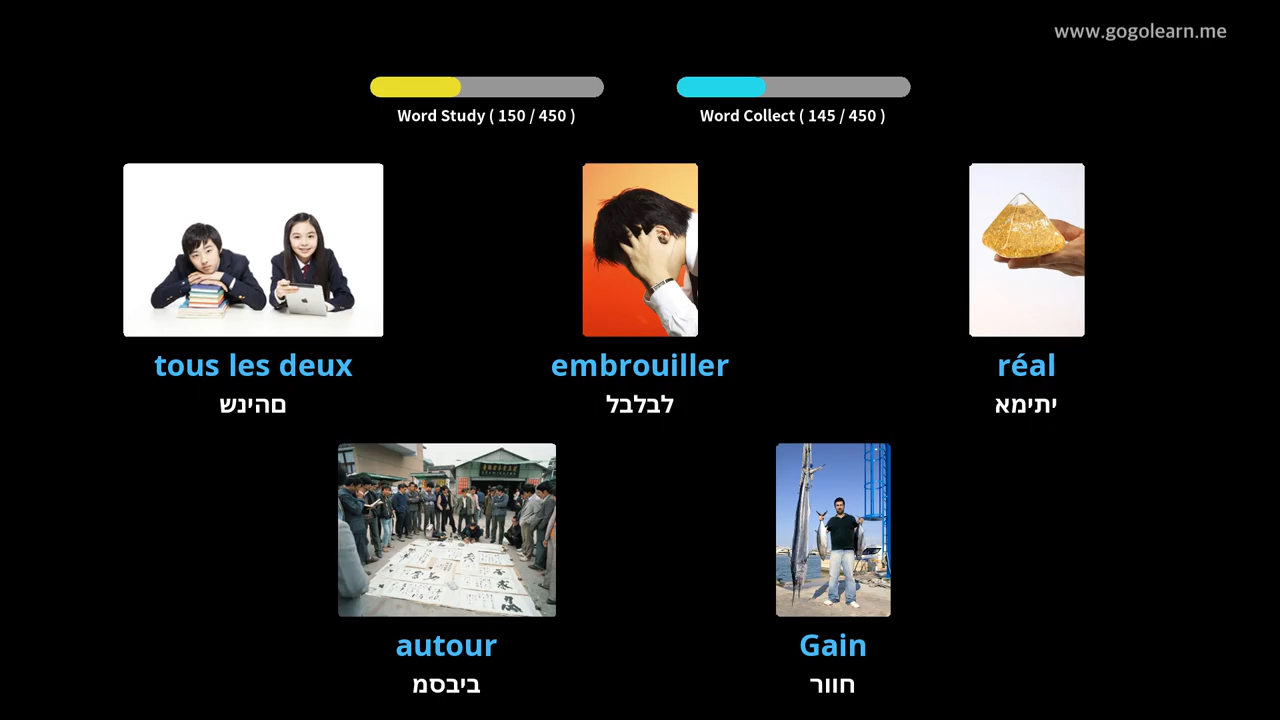 www.gogolearn.me
Word Study ( 150 / 450 )
Word Collect ( 145 / 450 )
tous les deux
םהינש
embrouiller
לבלבל
réal
יתימא
autour
ביבסמ
Gain
חוור